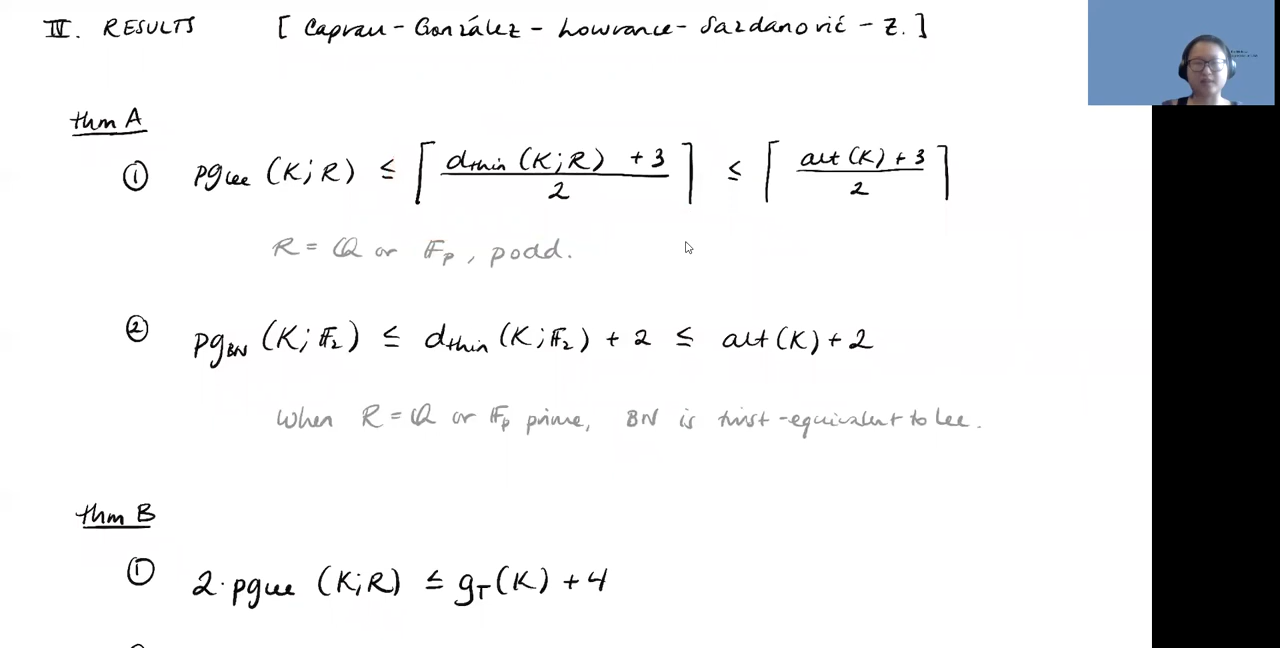 IV. RESULTS [Caprau-González-Lowrance-Sazdanović-Z.]
thm A
① pg_Lee (K; R) ≤ ⌈ (d_thin (K; R) + 3) / 2 ⌉ ≤ ⌈ (alt (K) + 3) / 2 ⌉
R = ℚ or 𝔽_p, p odd.
② pg_BN (K; 𝔽_2) ≤ d_thin (K; 𝔽_2) + 2 ≤ alt (K) + 2
When R = ℚ or 𝔽_p prime, BN is twist-equivalent to Lee.
thm B
① 2·pg_Lee (K; R) ≤ g_T (K) + 4